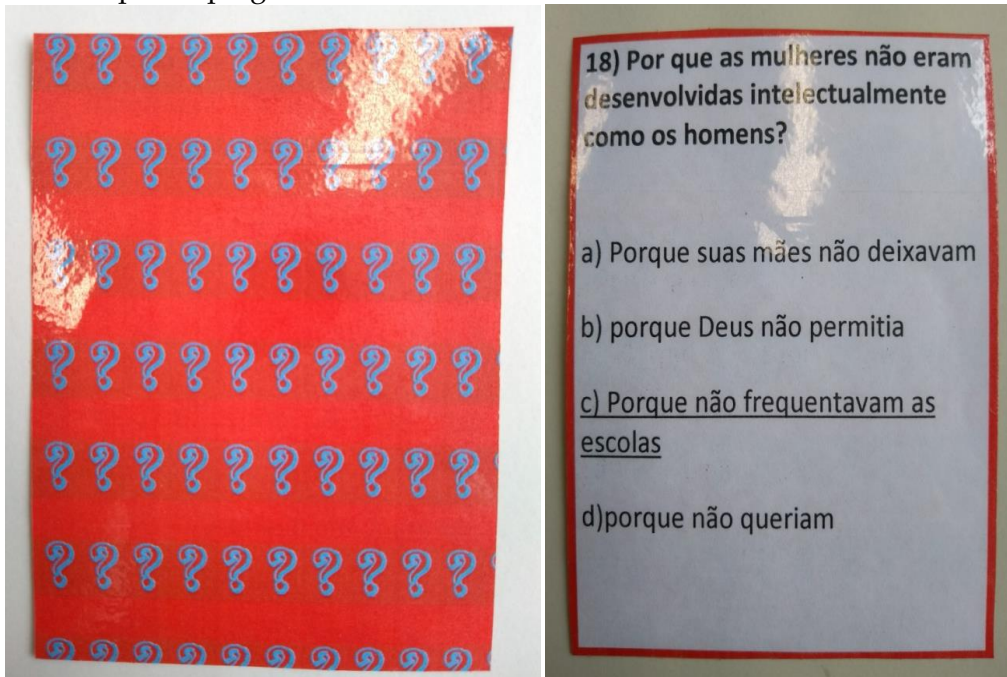 18) Por que as mulheres não eram
desenvolvidas intelectualmente
como os homens?
a) Porque suas mães não deixavam
b) porque Deus não permitia
c) Porque não frequentavam as
escolas
d)porque não queriam